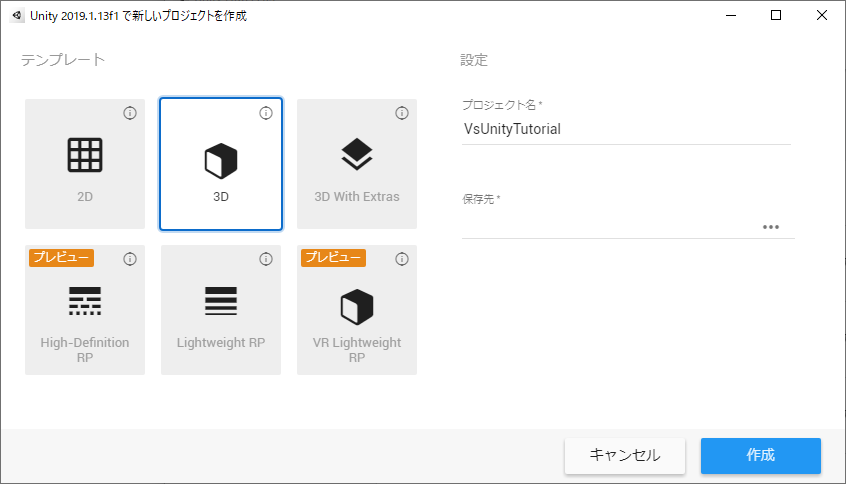 Unity 2019.1.13f1 で新しいプロジェクトを作成
テンプレート
2D
3D
3D With Extras
プレビュー
High-Definition
RP
Lightweight RP
プレビュー
VR Lightweight
RP
設定
プロジェクト名 *
VsUnityTutorial
保存先 *
キャンセル
作成